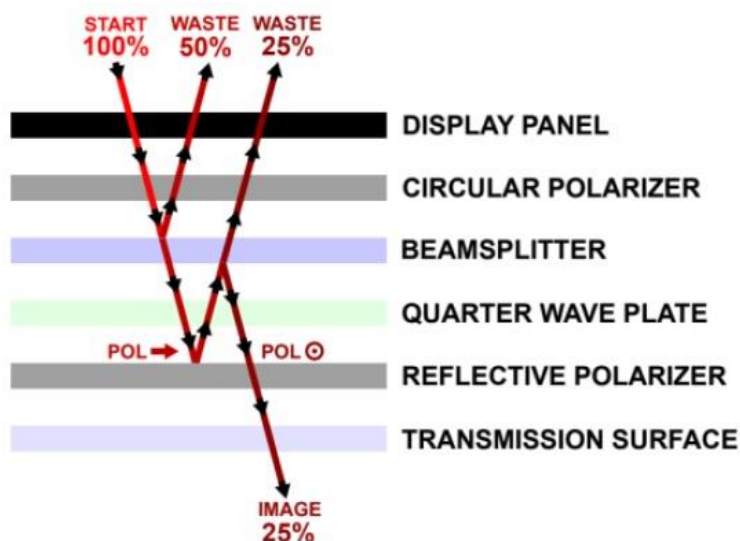 START
100%
WASTE
50%
WASTE
25%
DISPLAY PANEL
CIRCULAR POLARIZER
BEAMSPLITTER
QUARTER WAVE PLATE
POL
POL
REFLECTIVE POLARIZER
TRANSMISSION SURFACE
IMAGE
25%